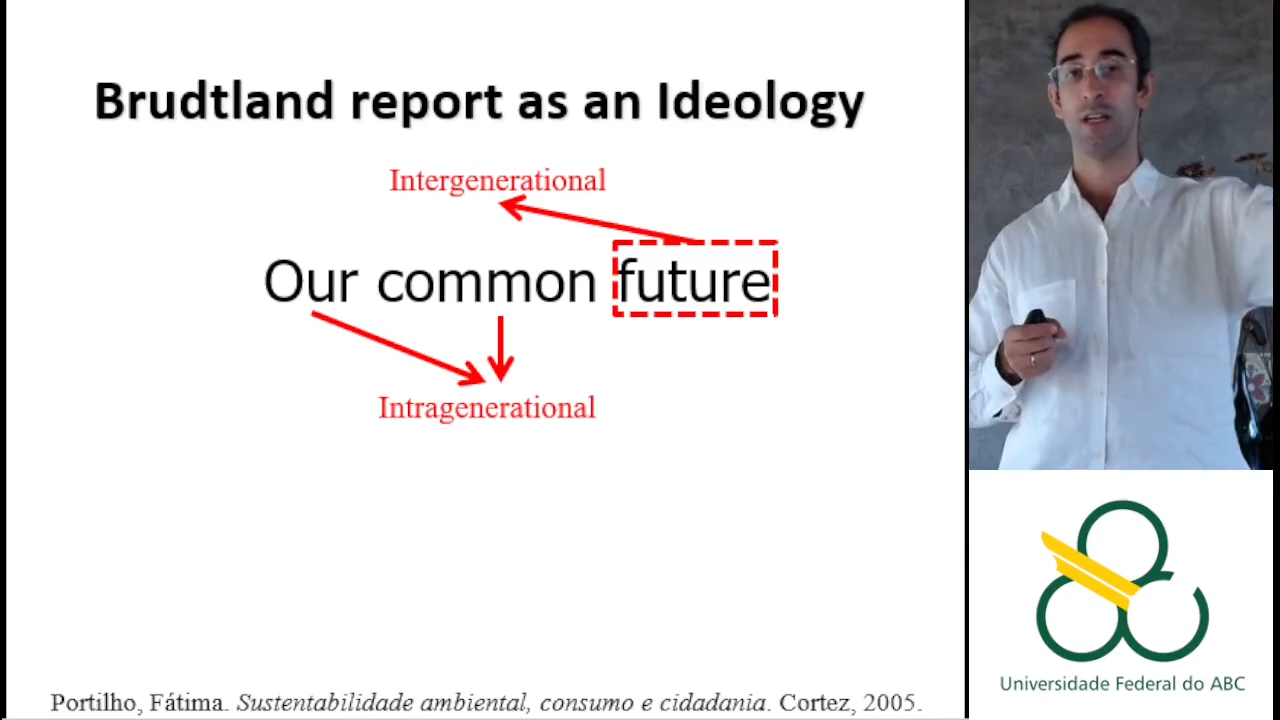 Brudtland report as an Ideology
Intergenerational
Our common future
Intragenerational
Portilho, Fátima. Sustentabilidade ambiental, consumo e cidadania. Cortez, 2005.
Universidade Federal do ABC